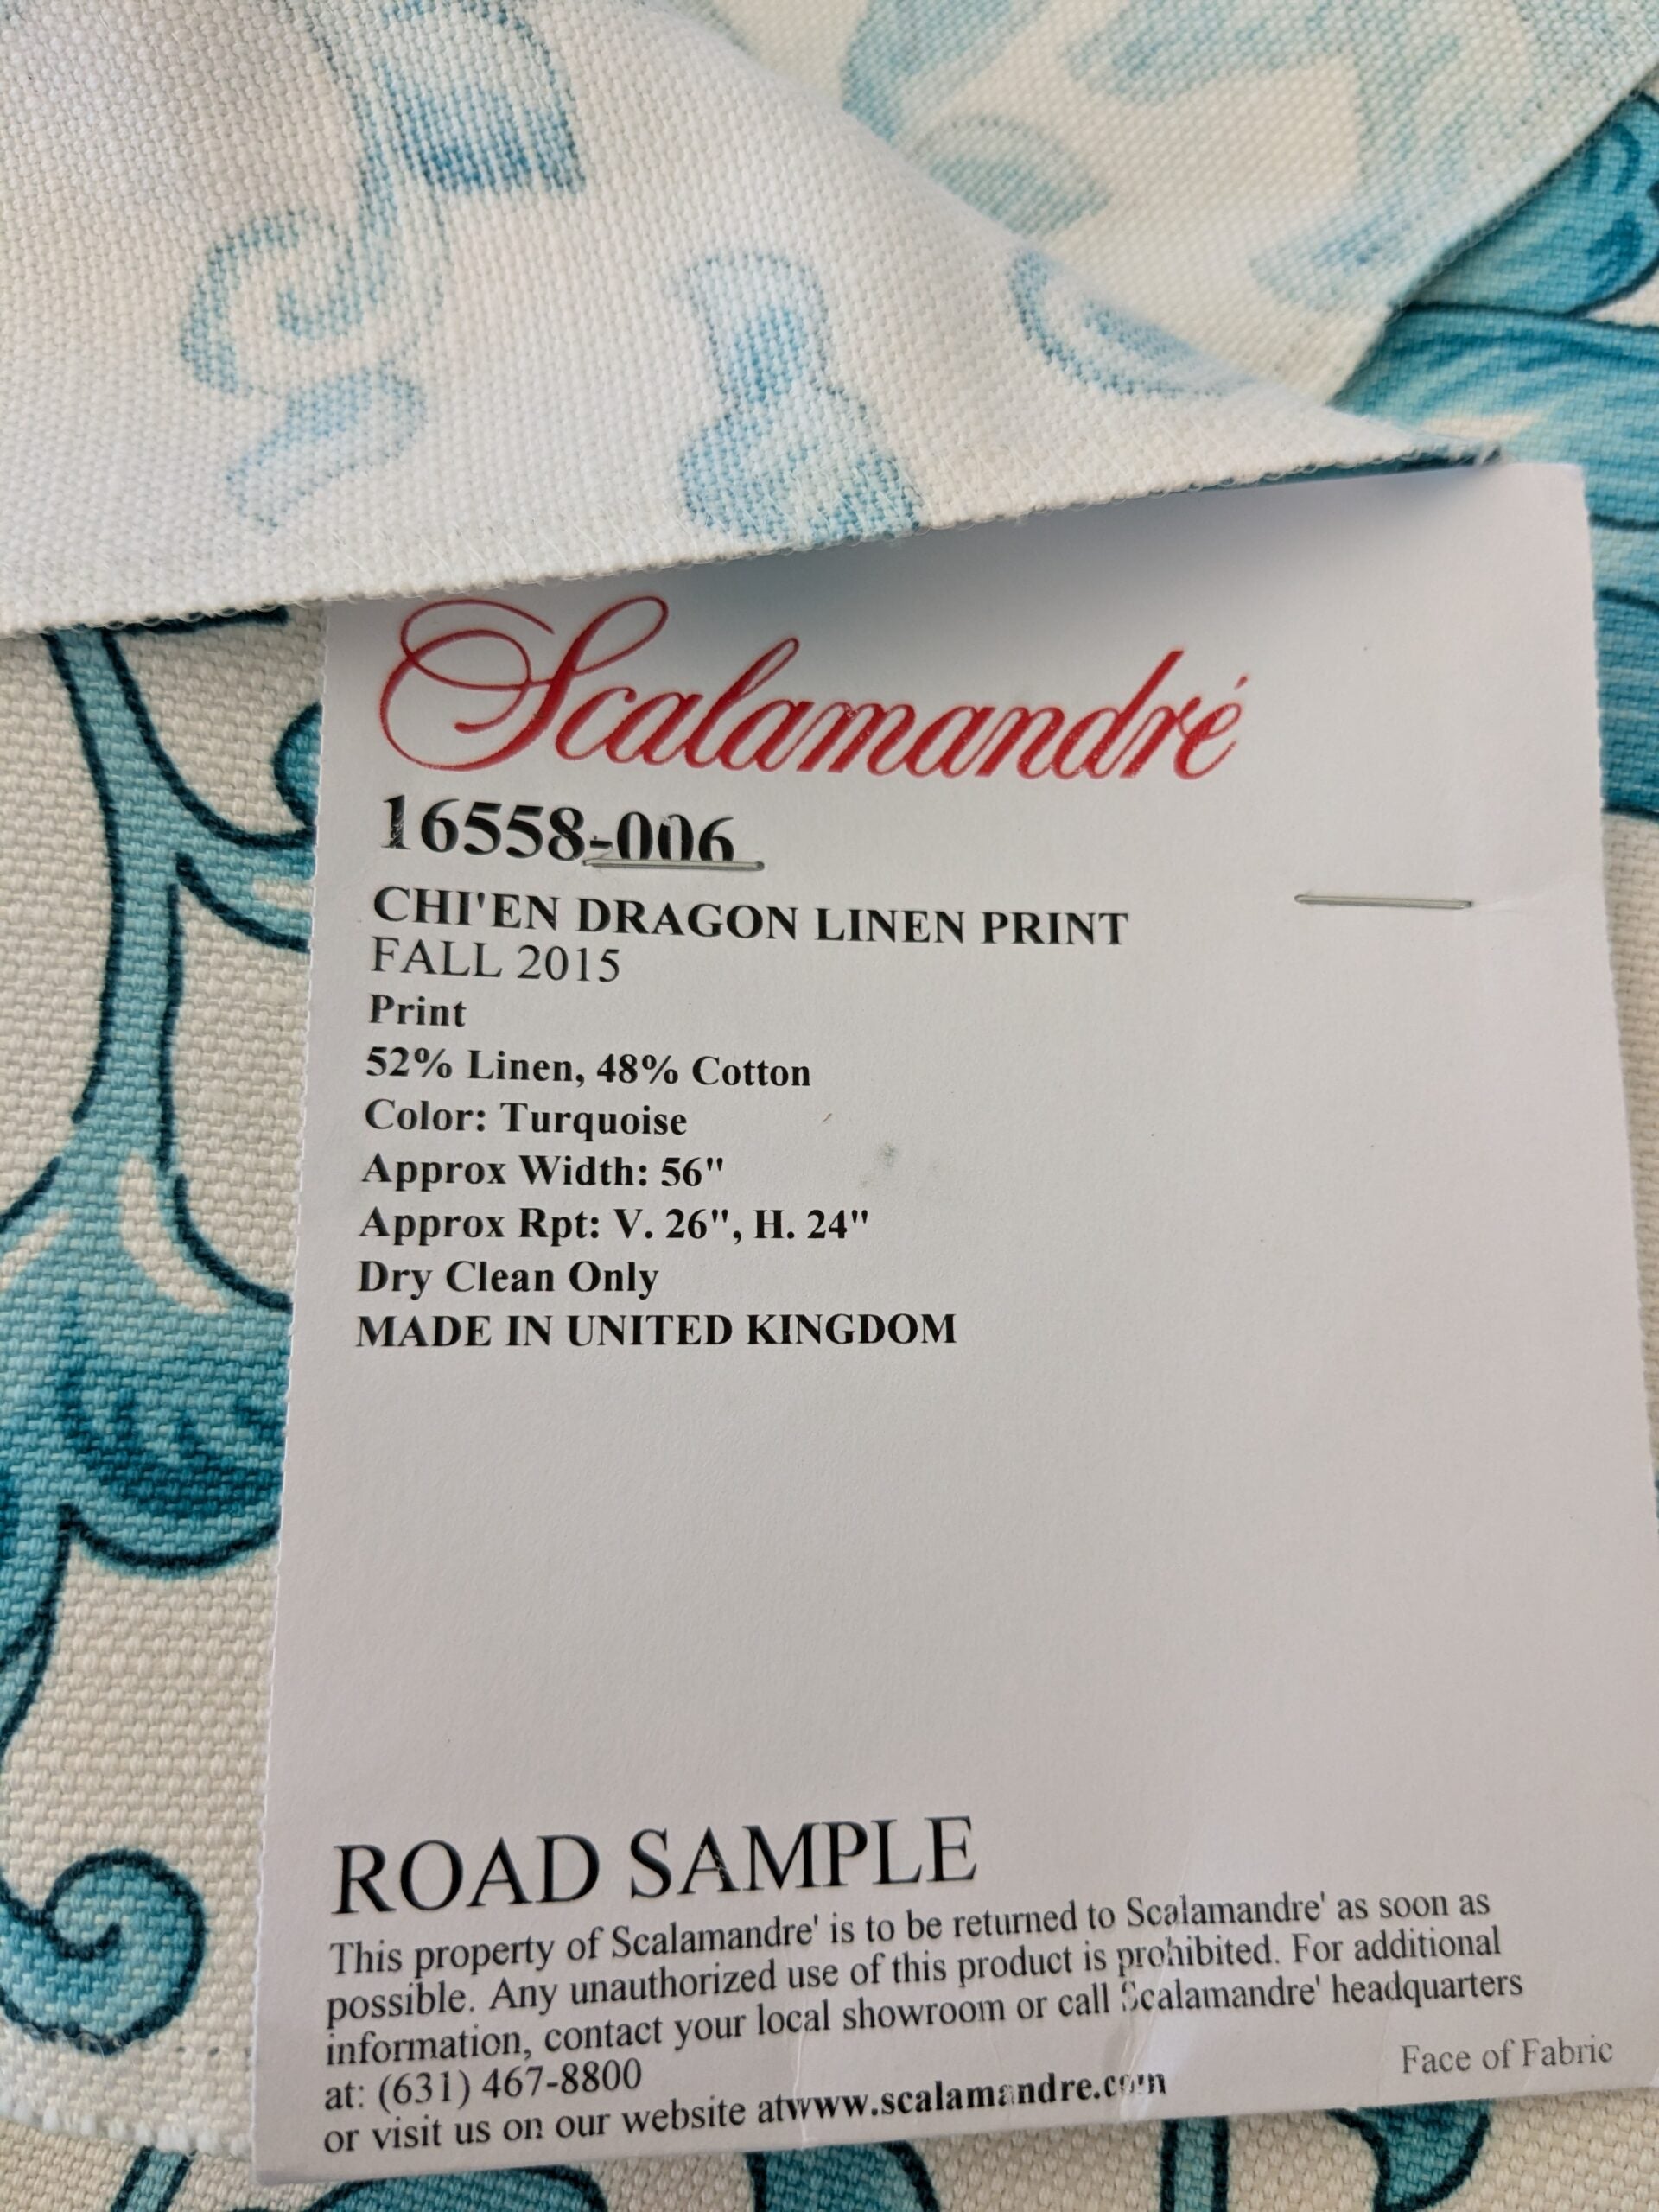 Scalamandré
16558-006
CHI'EN DRAGON LINEN PRINT
FALL 2015
Print
52% Linen, 48% Cotton
Color: Turquoise
Approx Width: 56"
Approx Rpt: V. 26", H. 24"
Dry Clean Only
MADE IN UNITED KINGDOM
ROAD SAMPLE
This property of Scalamandre' is to be returned to Scalamandre' as soon as
possible. Any unauthorized use of this product is prohibited. For additional
information, contact your local showroom or call Scalamandre' headquarters
at: (631) 467-8800
or visit us on our website atwww.scalamandre.com
Face of Fabric